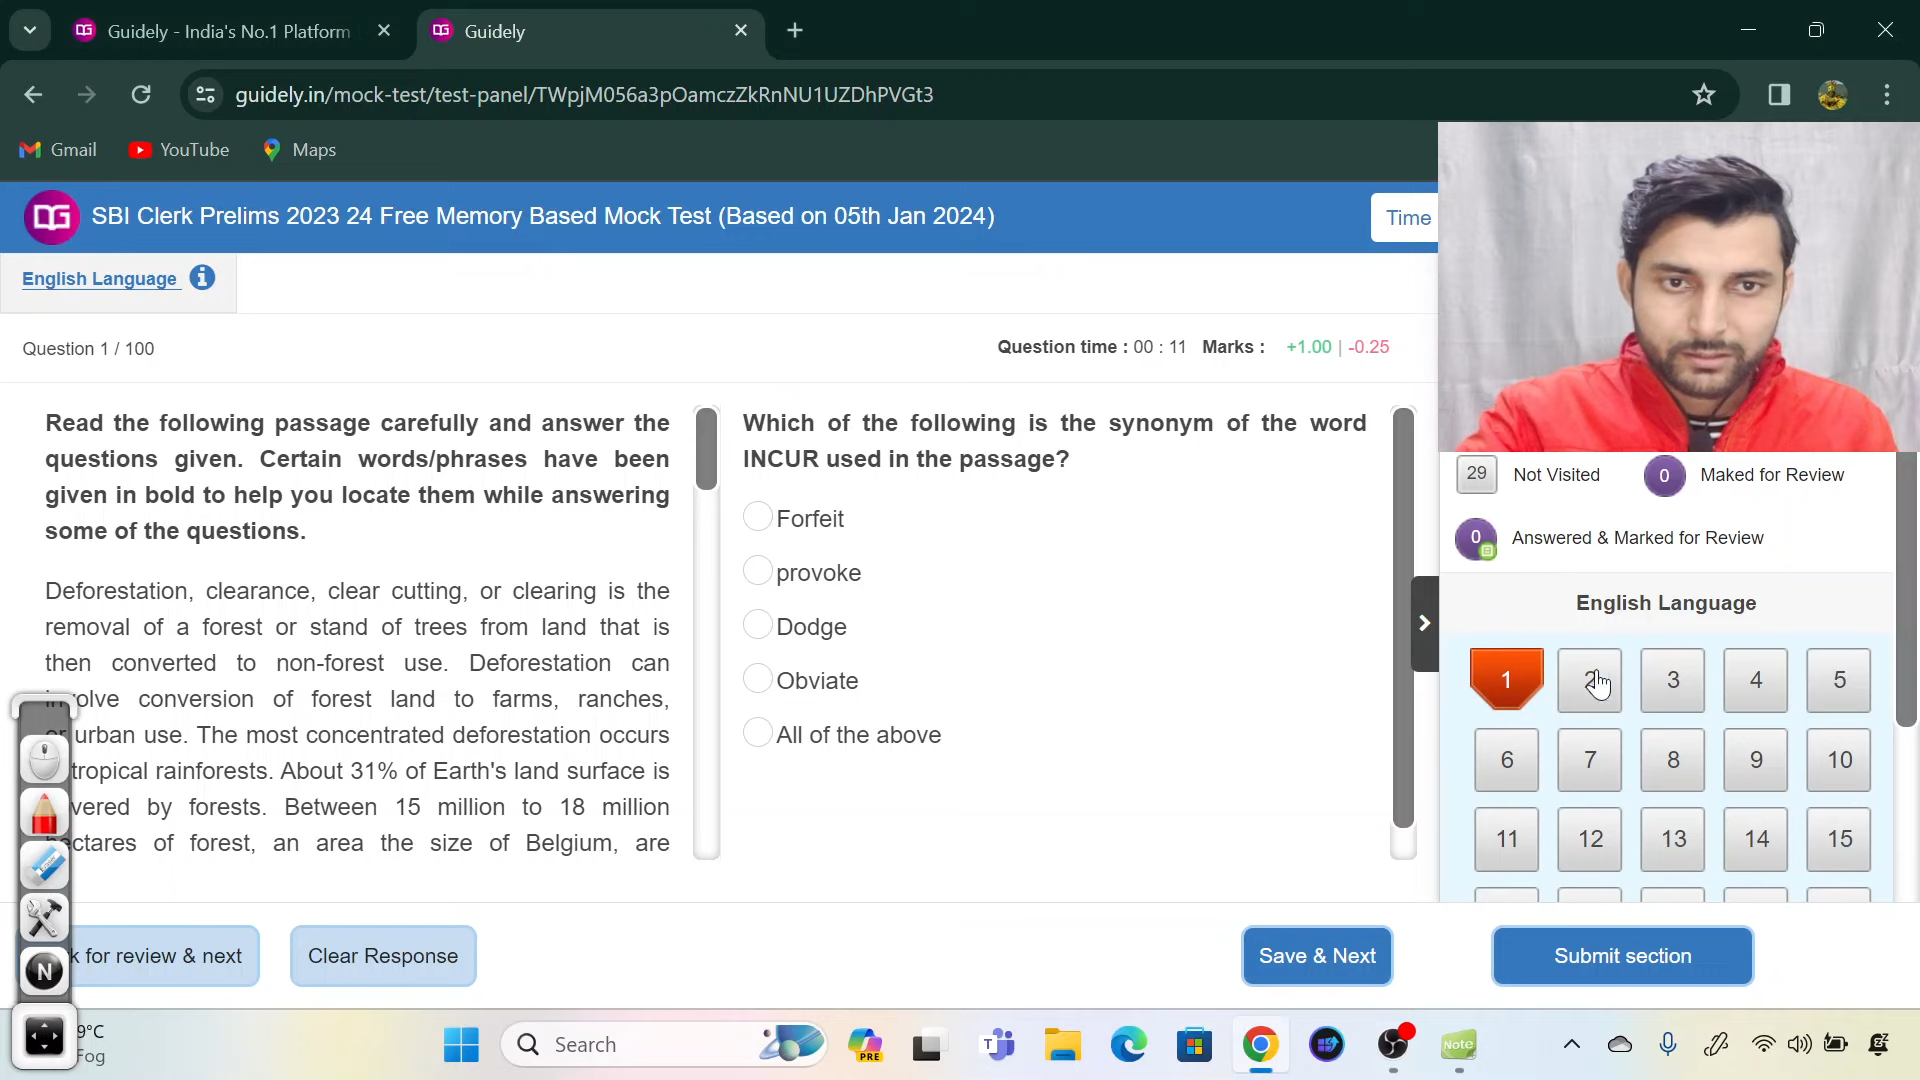 Guidely - India's No.1 Platform
Guidely
guidely.in/mock-test/test-panel/TWpjM056a3pOamczZkRnNU1UZDhPVGt3
Gmail
YouTube
Maps
DG
SBI Clerk Prelims 2023 24 Free Memory Based Mock Test (Based on 05th Jan 2024)
Time
English Language
Question 1 / 100
Question time : 00 : 11 Marks : +1.00 | -0.25
Read the following passage carefully and answer the
questions given. Certain words/phrases have been
given in bold to help you locate them while answering
some of the questions.
Deforestation, clearance, clear cutting, or clearing is the
removal of a forest or stand of trees from land that is
then converted to non-forest use. Deforestation can
involve conversion of forest land to farms, ranches,
or urban use. The most concentrated deforestation occurs
tropical rainforests. About 31% of Earth's land surface is
vered by forests. Between 15 million to 18 million
hectares of forest, an area the size of Belgium, are
Which of the following is the synonym of the word
INCUR used in the passage?
Forfeit
provoke
Dodge
Obviate
All of the above
29 Not Visited
0 Maked for Review
0 Answered & Marked for Review
English Language
1 2 3 4 5
6 7 8 9 10
11 12 13 14 15
k for review & next
Clear Response
Save & Next
Submit section
N
9°C
Fog
Search
PRE
T
Note